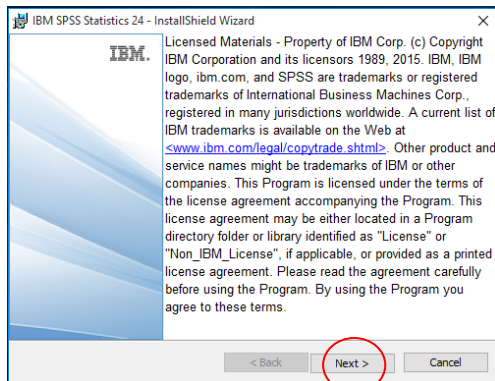 IBM SPSS Statistics 24 - InstallShield Wizard
IBM.
Licensed Materials - Property of IBM Corp. (c) Copyright
IBM Corporation and its licensors 1989, 2015. IBM, IBM
logo, ibm.com, and SPSS are trademarks or registered
trademarks of International Business Machines Corp.,
registered in many jurisdictions worldwide. A current list of
IBM trademarks is available on the Web at
<www.ibm.com/legal/copytrade.shtml>. Other product and
service names might be trademarks of IBM or other
companies. This Program is licensed under the terms of
the license agreement accompanying the Program. This
license agreement may be either located in a Program
directory folder or library identified as "License" or
"Non_IBM_License", if applicable, or provided as a printed
license agreement. Please read the agreement carefully
before using the Program. By using the Program you
agree to these terms.
< Back Next > Cancel